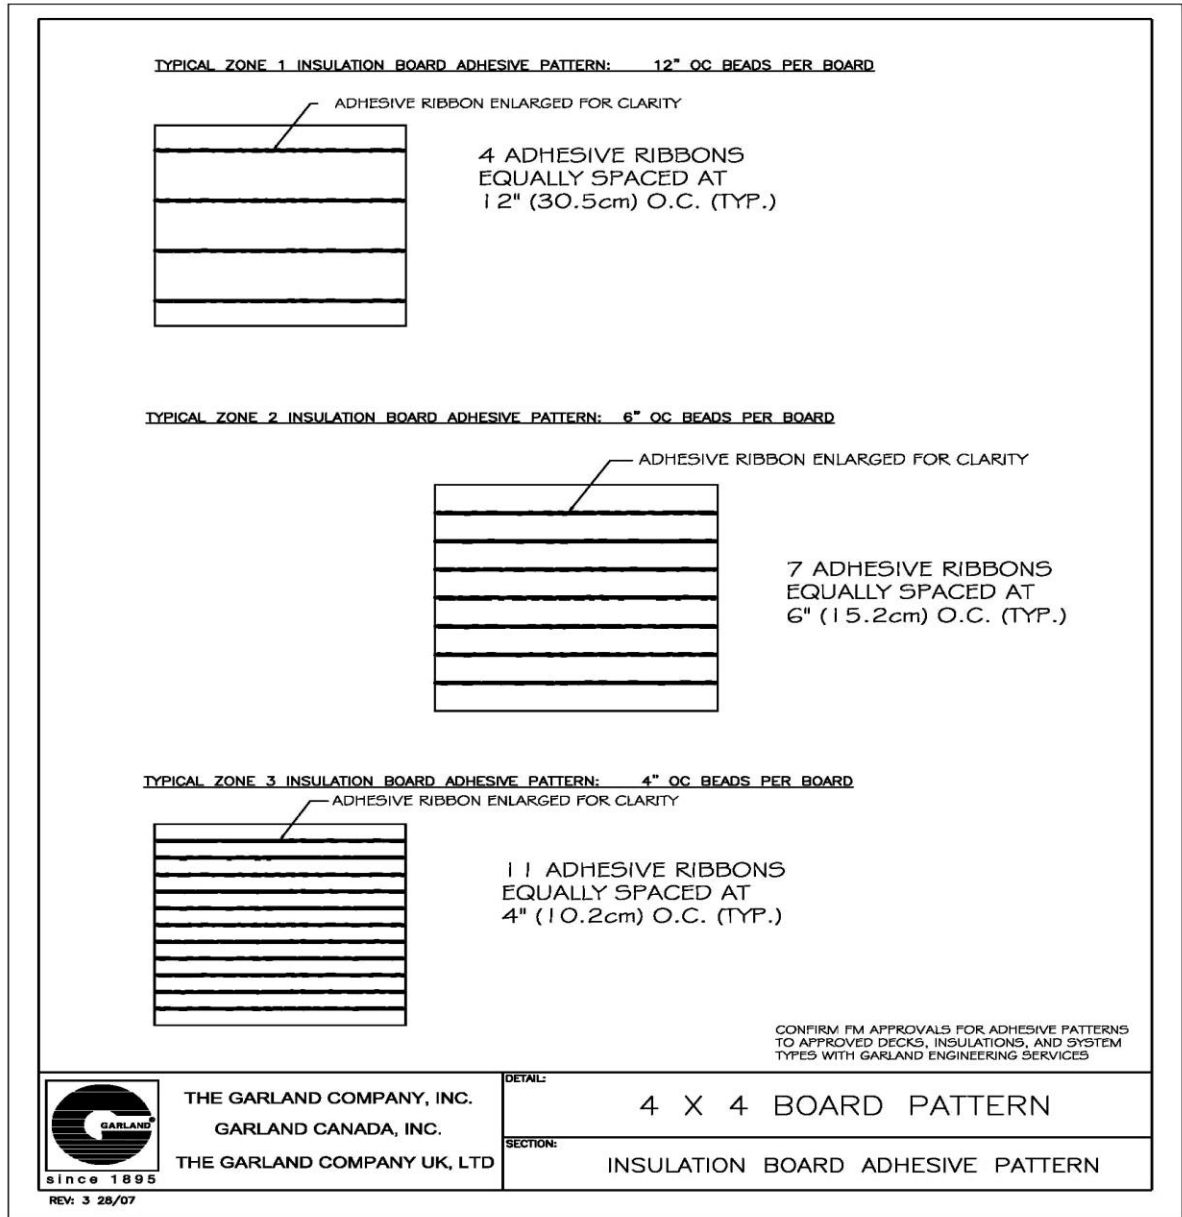 TYPICAL ZONE 1 INSULATION BOARD ADHESIVE PATTERN: 12" OC BEADS PER BOARD
ADHESIVE RIBBON ENLARGED FOR CLARITY
4 ADHESIVE RIBBONS
EQUALLY SPACED AT
12" (30.5cm) O.C. (TYP.)
TYPICAL ZONE 2 INSULATION BOARD ADHESIVE PATTERN: 6" OC BEADS PER BOARD
ADHESIVE RIBBON ENLARGED FOR CLARITY
7 ADHESIVE RIBBONS
EQUALLY SPACED AT
6" (15.2cm) O.C. (TYP.)
TYPICAL ZONE 3 INSULATION BOARD ADHESIVE PATTERN: 4" OC BEADS PER BOARD
ADHESIVE RIBBON ENLARGED FOR CLARITY
11 ADHESIVE RIBBONS
EQUALLY SPACED AT
4" (10.2cm) O.C. (TYP.)
CONFIRM FM APPROVALS FOR ADHESIVE PATTERNS
TO APPROVED DECKS, INSULATIONS, AND SYSTEM
TYPES WITH GARLAND ENGINEERING SERVICES
GARLAND®
since 1895
THE GARLAND COMPANY, INC.
GARLAND CANADA, INC.
THE GARLAND COMPANY UK, LTD
DETAIL:
4 X 4 BOARD PATTERN
SECTION:
INSULATION BOARD ADHESIVE PATTERN
REV: 3 28/07